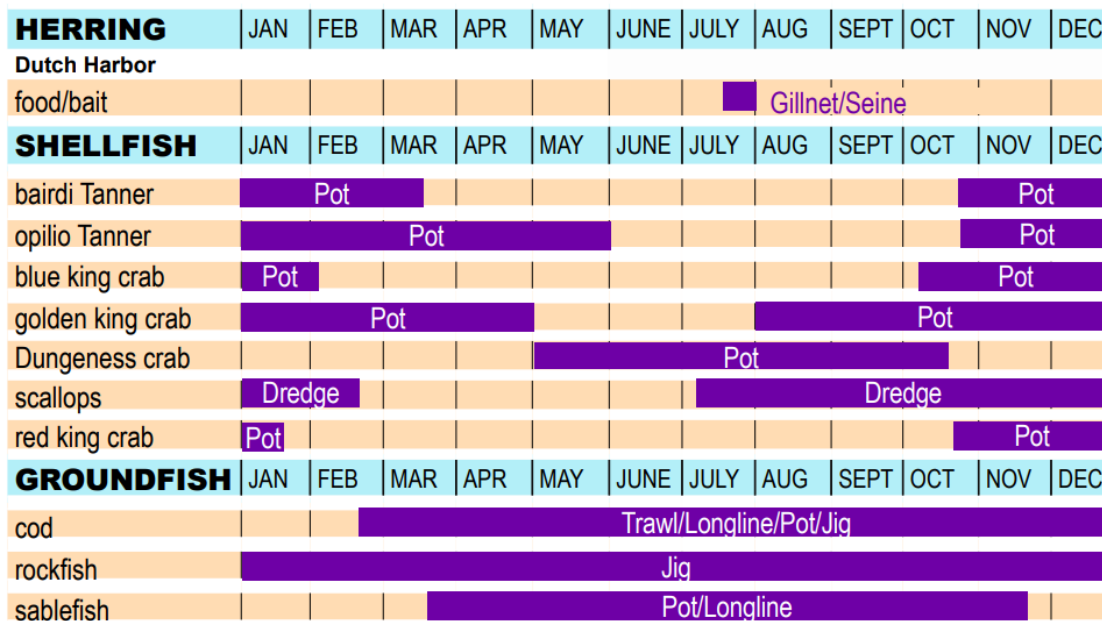 HERRING JAN FEB MAR APR MAY JUNE JULY AUG SEPT OCT NOV DEC
Dutch Harbor
food/bait Gillnet/Seine
SHELLFISH JAN FEB MAR APR MAY JUNE JULY AUG SEPT OCT NOV DEC
bairdi Tanner Pot Pot
opilio Tanner Pot Pot
blue king crab Pot Pot
golden king crab Pot Pot
Dungeness crab Pot
scallops Dredge Dredge
red king crab Pot Pot
GROUNDFISH JAN FEB MAR APR MAY JUNE JULY AUG SEPT OCT NOV DEC
cod Trawl/Longline/Pot/Jig
rockfish Jig
sablefish Pot/Longline